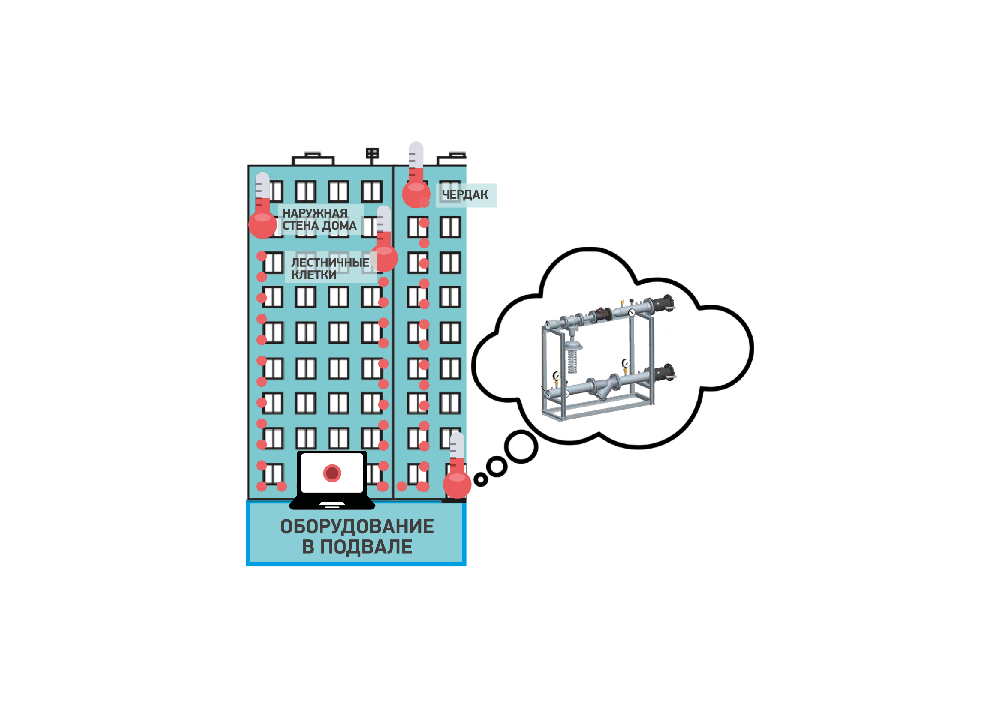 ЧЕРДАК
НАРУЖНАЯ
СТЕНА ДОМА
ЛЕСТНИЧНЫЕ
КЛЕТКИ
ОБОРУДОВАНИЕ
В ПОДВАЛЕ